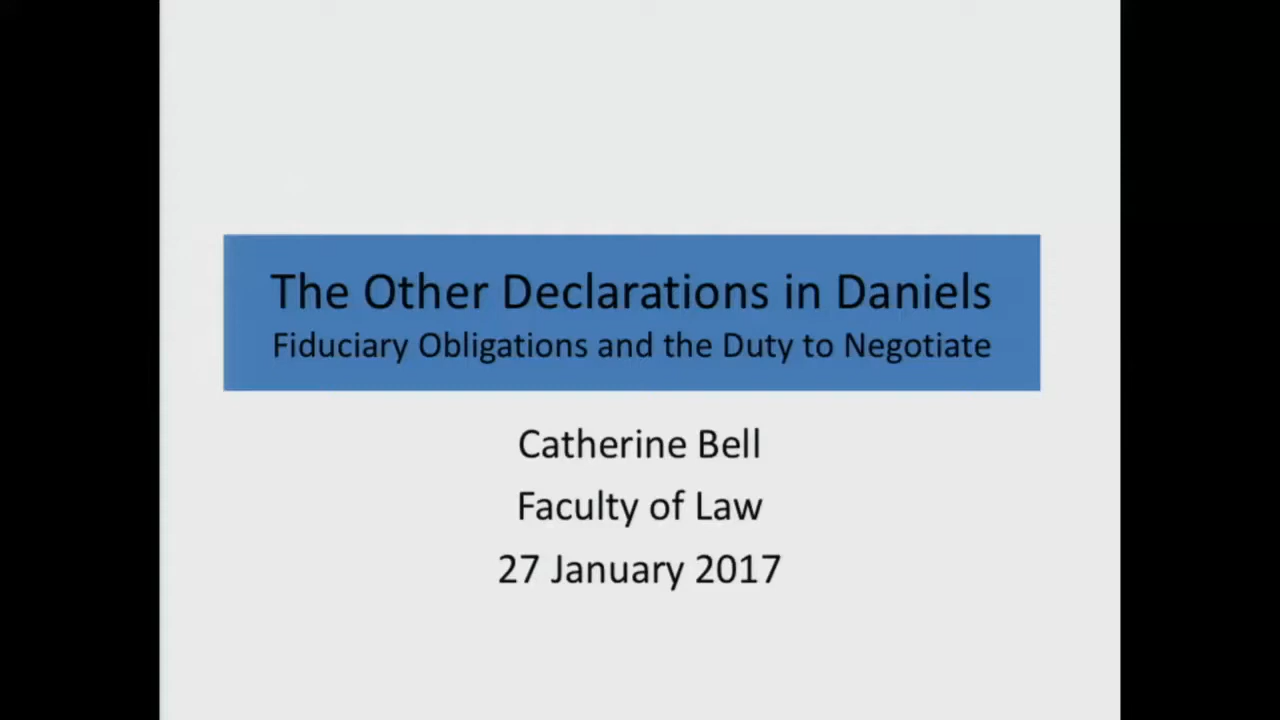 The Other Declarations in Daniels
Fiduciary Obligations and the Duty to Negotiate
Catherine Bell
Faculty of Law
27 January 2017